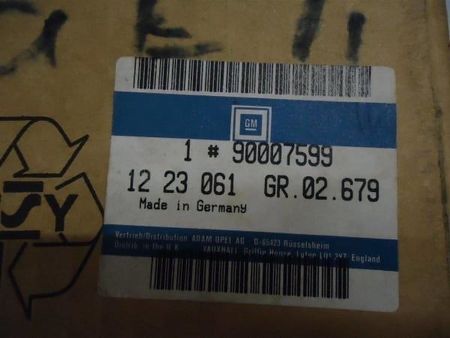 GM
1 # 90007599
12 23 061 GR.02.679
Made in Germany
SY
Vertrieb/Distribution ADAM OPEL AG D-65423 Rüsselsheim
Distrib. in the U.K. VAUXHALL, Griffin House, Luton LU1 3YT England